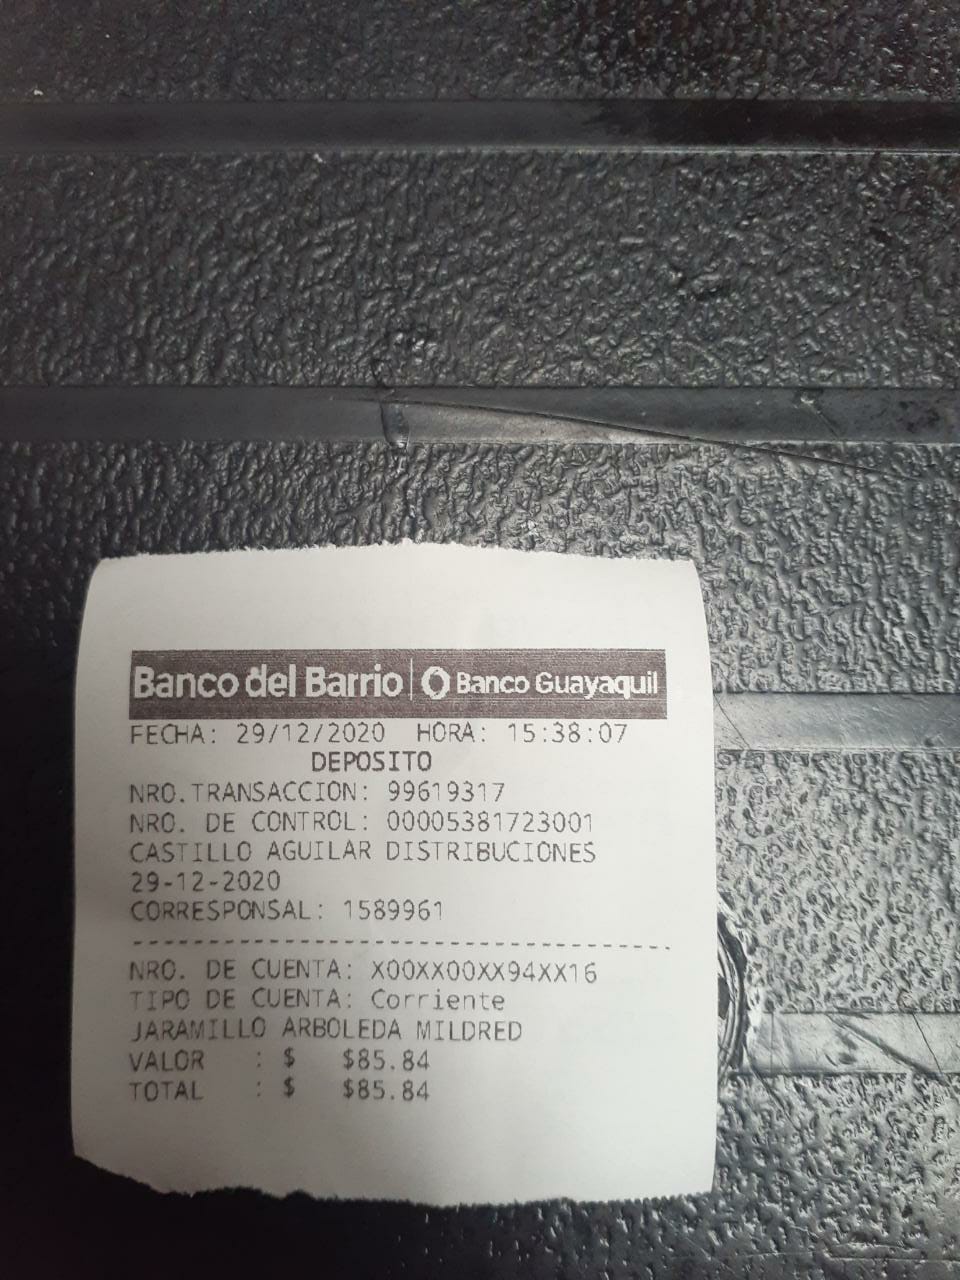 Banco del Barrio | Banco Guayaquil
FECHA: 29/12/2020 HORA: 15:38:07
DEPOSITO
NRO.TRANSACCION: 99619317
NRO. DE CONTROL: 00005381723001
CASTILLO AGUILAR DISTRIBUCIONES
29-12-2020
CORRESPONSAL: 1589961
NRO. DE CUENTA: X00XX00XX94XX16
TIPO DE CUENTA: Corriente
JARAMILLO ARBOLEDA MILDRED
VALOR : $ $85.84
TOTAL : $ $85.84